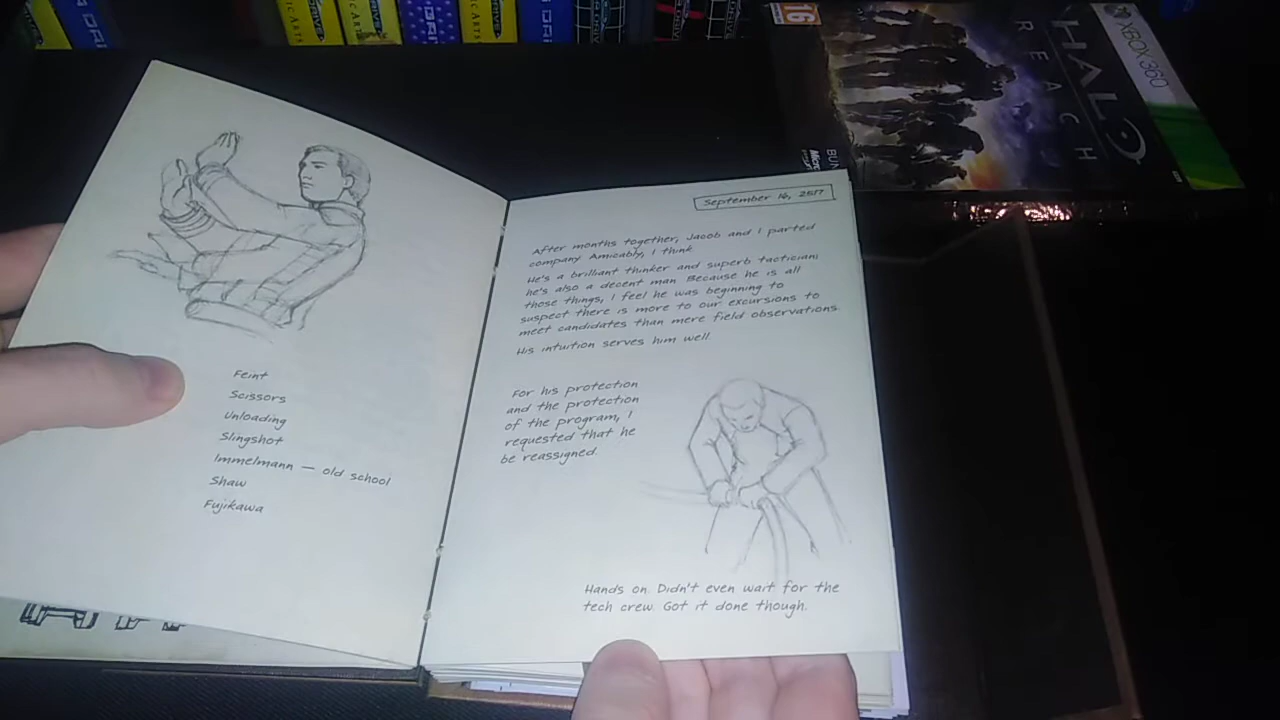 Feint
Scissors
Unloading
Slingshot
Immelmann — old school
Shaw
Fujikawa
September 16, 2517
After months together, Jacob and I parted
company. Amicably, I think.
He's a brilliant thinker and superb tactician;
he's also a decent man. Because he is all
those things, I feel he was beginning to
suspect there is more to our excursions to
meet candidates than mere field observations.
His intuition serves him well.
For his protection
and the protection
of the program, I
requested that he
be reassigned.
Hands on. Didn't even wait for the
tech crew. Got it done though.
16
HALO
REACH
XBOX 360